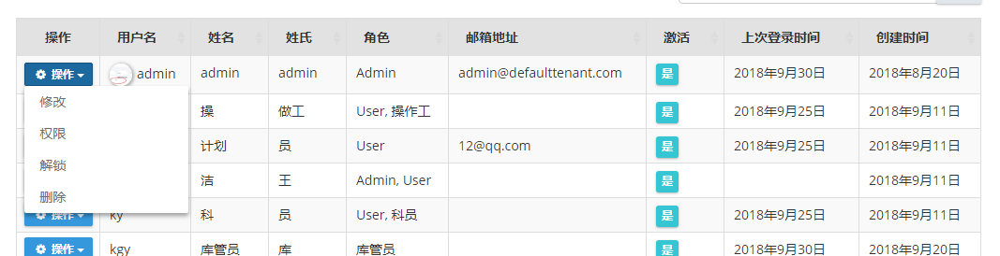 操作 用户名 姓名 姓氏 角色 邮箱地址 激活 上次登录时间 创建时间
操作 admin admin admin Admin admin@defaulttenant.com 是 2018年9月30日 2018年8月20日
修改
操 做工 User, 操作工 是 2018年9月25日 2018年9月11日
权限
计划 员 User 12@qq.com 是 2018年9月25日 2018年9月11日
解锁
洁 王 Admin, User 是 2018年9月11日
删除
操作 ky 科 员 User, 科员 是 2018年9月25日 2018年9月11日
操作 kgy 库管员 库 库管员 是 2018年9月30日 2018年9月20日